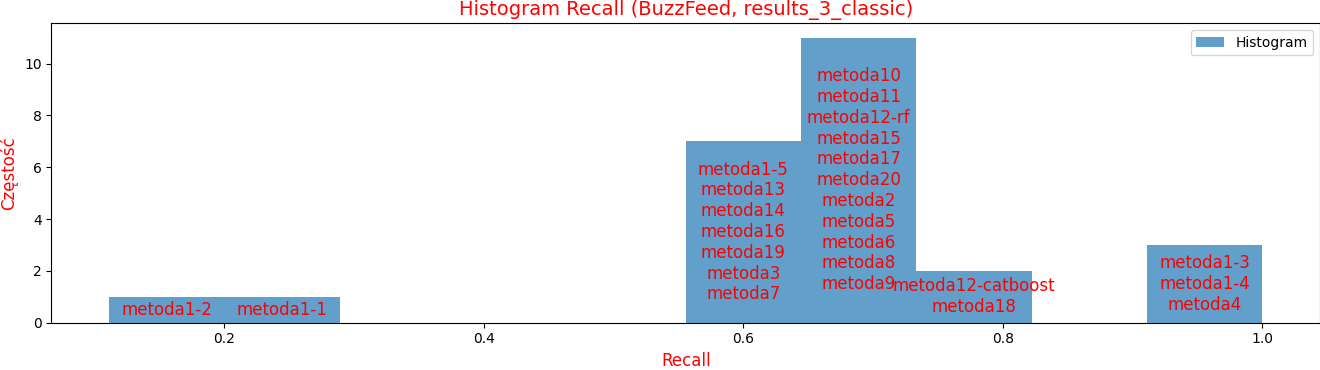 Histogram Recall (BuzzFeed, results_3_classic)
Histogram
Częstość
10
8
6
4
2
0
metoda1-2
metoda1-1
metoda1-5
metoda13
metoda14
metoda16
metoda19
metoda3
metoda7
metoda10
metoda11
metoda12-rf
metoda15
metoda17
metoda20
metoda2
metoda5
metoda6
metoda8
metoda9
metoda12-catboost
metoda18
metoda1-3
metoda1-4
metoda4
0.2
0.4
0.6
0.8
1.0
Recall